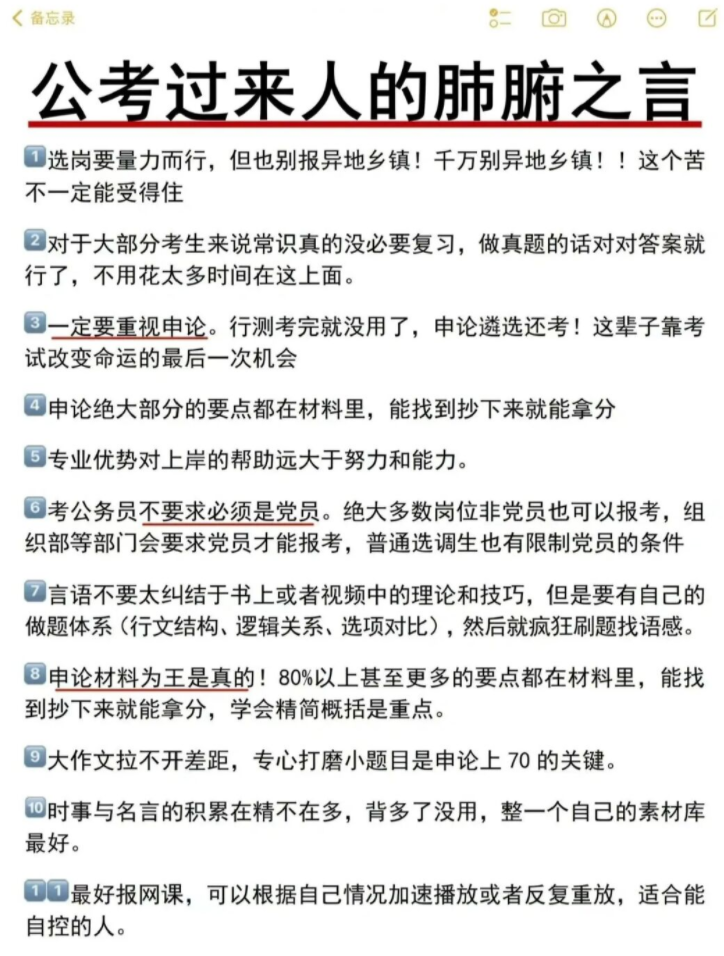 备忘录
公考过来人的肺腑之言
1️⃣选岗要量力而行，但也别报异地乡镇！千万别异地乡镇！！这个苦
不一定能受得住
2️⃣对于大部分考生来说常识真的没必要复习，做真题的话对对答案就
行了，不用花太多时间在这上面。
3️⃣一定要重视申论。行测考完就没用了，申论遴选还考！这辈子靠考
试改变命运的最后一次机会
4️⃣申论绝大部分的要点都在材料里，能找到抄下来就能拿分
5️⃣专业优势对上岸的帮助远大于努力和能力。
6️⃣考公务员不要求必须是党员。绝大多数岗位非党员也可以报考，组
织部等部门会要求党员才能报考，普通选调生也有限制党员的条件
7️⃣言语不要太纠结于书上或者视频中的理论和技巧，但是要有自己的
做题体系（行文结构、逻辑关系、选项对比），然后就疯狂刷题找语感。
8️⃣申论材料为王是真的！80%以上甚至更多的要点都在材料里，能找
到抄下来就能拿分，学会精简概括是重点。
9️⃣大作文拉不开差距，专心打磨小题目是申论上 70 的关键。
🔟时事与名言的积累在精不在多，背多了没用，整一个自己的素材库
最好。
1️⃣1️⃣最好报网课，可以根据自己情况加速播放或者反复重放，适合能
自控的人。